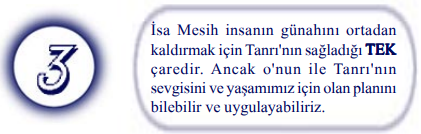 3
İsa Mesih insanın günahını ortadan
kaldırmak için Tanrı'nın sağladığı TEK
çaredir. Ancak o'nun ile Tanrı'nın
sevgisini ve yaşamımız için olan planını
bilebilir ve uygulayabiliriz.